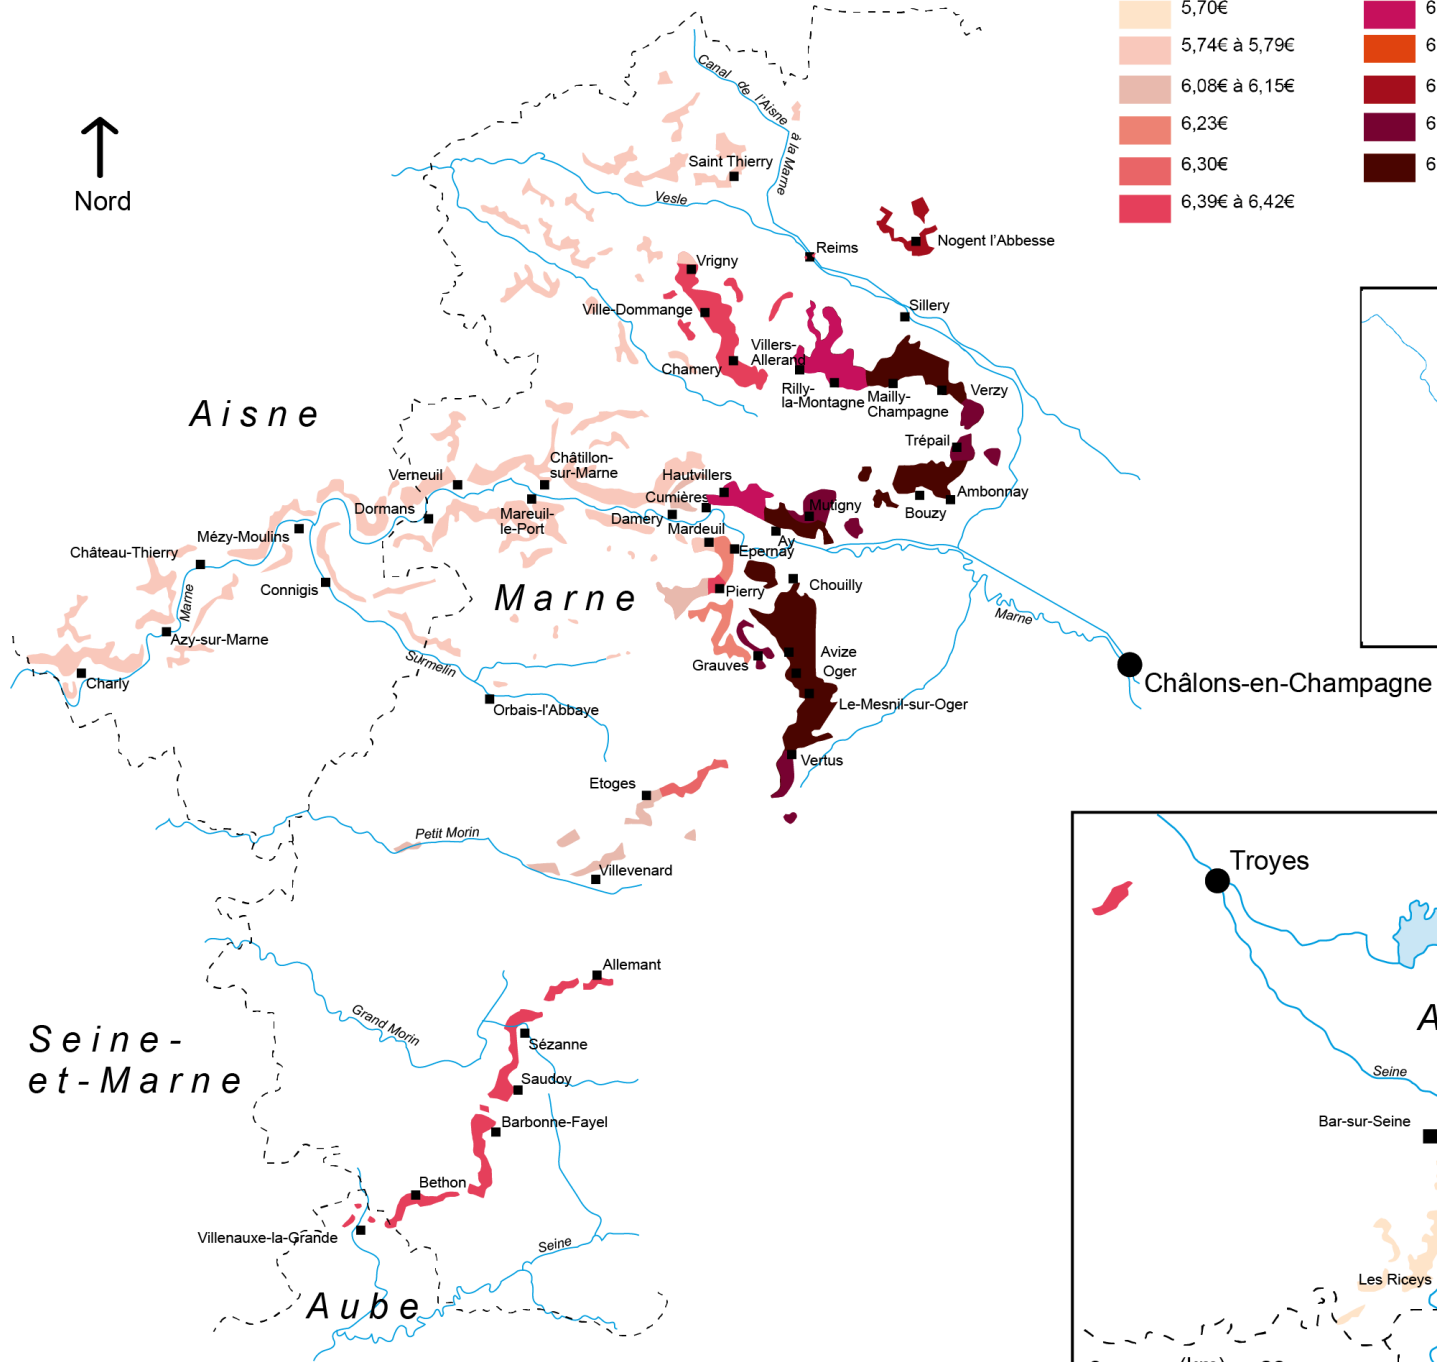 5,70€
6
5,74€ à 5,79€
6
6,08€ à 6,15€
6
6,23€
6
6,30€
6
6,39€ à 6,42€
Nord
Canal de l'Aisne à la Marne
Saint Thierry
Vesle
Nogent l'Abbesse
Reims
Vrigny
Ville-Dommange
Sillery
Villers-
Allerand
Chamery
Rilly-
la-Montagne
Mailly-
Champagne
Verzy
Aisne
Trépail
Châtillon-
sur-Marne
Verneuil
Hautvillers
Cumières
Ambonnay
Bouzy
Dormans
Mareuil-
le-Port
Damery
Mutigny
Mardeuil
Ay
Epernay
Mézy-Moulins
Château-Thierry
Connigis
Marne
Marne
Pierry
Chouilly
Marne
Azy-sur-Marne
Surmelin
Grauves
Avize
Oger
Charly
Châlons-en-Champagne
Orbais-l'Abbaye
Le-Mesnil-sur-Oger
Vertus
Etoges
Petit Morin
Villevenard
Troyes
Allemant
Grand Morin
Seine-
et-Marne
Sézanne
Saudoy
Barbonne-Fayel
Bethon
Villenauxe-la-Grande
Seine
Aube
A
Seine
Bar-sur-Seine
Les Riceys